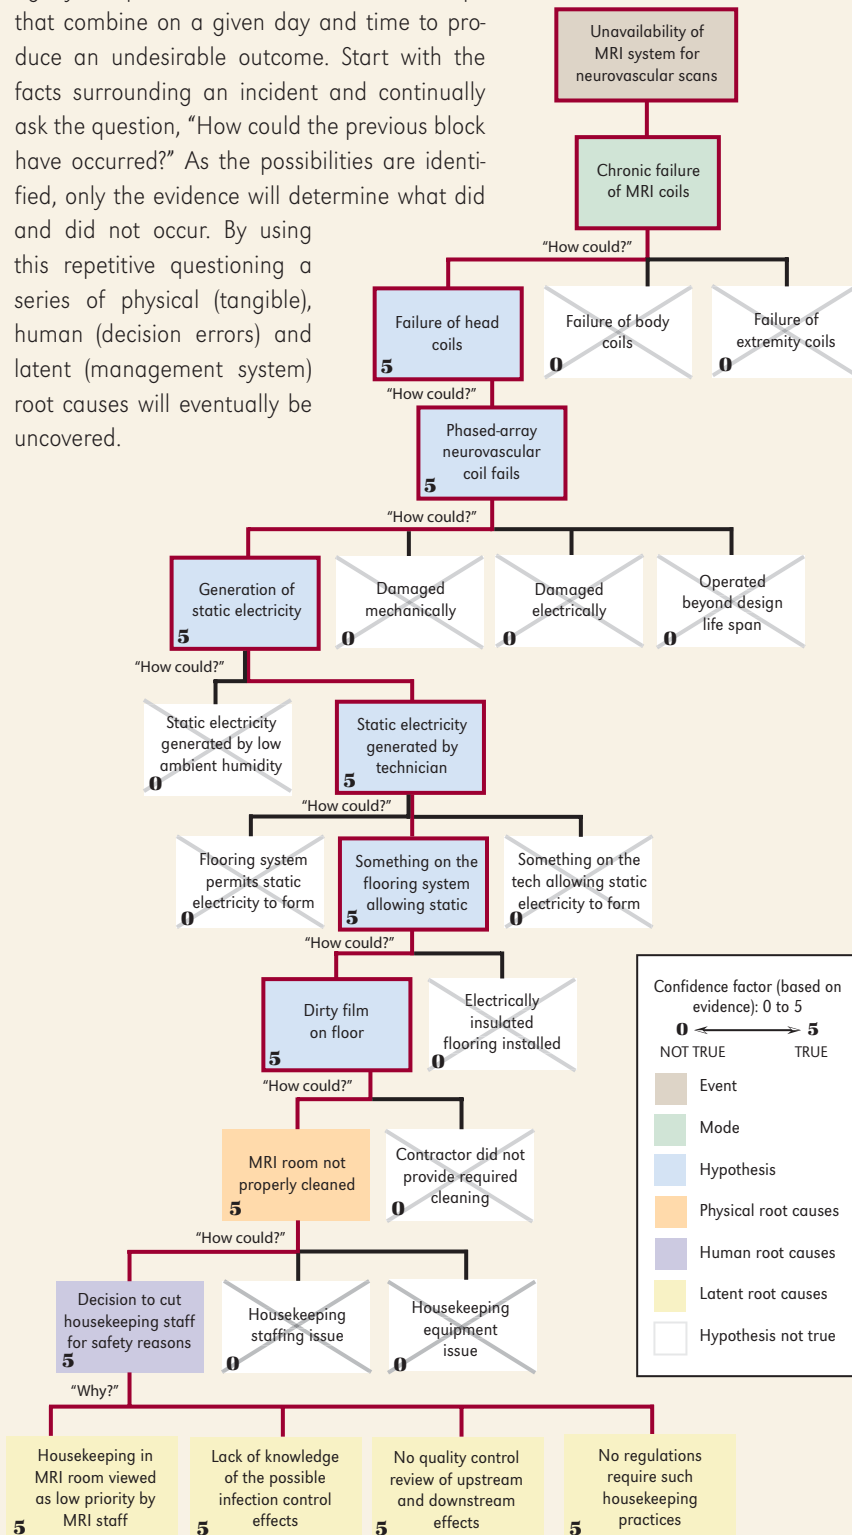 that combine on a given day and time to pro-
duce an undesirable outcome. Start with the
facts surrounding an incident and continually
ask the question, “How could the previous block
have occurred?” As the possibilities are identi-
fied, only the evidence will determine what did
and did not occur. By using
this repetitive questioning a
series of physical (tangible),
human (decision errors) and
latent (management system)
root causes will eventually be
uncovered.
Unavailability of
MRI system for
neurovascular scans
Chronic failure
of MRI coils
“How could?”
Failure of head
coils
5
Failure of body
coils
0
Failure of
extremity coils
0
“How could?”
Phased-array
neurovascular
coil fails
5
“How could?”
Generation of
static electricity
5
Damaged
mechanically
0
Damaged
electrically
0
Operated
beyond design
life span
0
“How could?”
Static electricity
generated by low
ambient humidity
0
Static electricity
generated by
technician
5
“How could?”
Flooring system
permits static
electricity to form
0
Something on the
flooring system
allowing static
5
Something on the
tech allowing static
electricity to form
0
“How could?”
Dirty film
on floor
5
Electrically
insulated
flooring installed
0
“How could?”
MRI room not
properly cleaned
5
Contractor did not
provide required
cleaning
0
“How could?”
Decision to cut
housekeeping staff
for safety reasons
5
Housekeeping
staffing issue
0
Housekeeping
equipment
issue
0
“Why?”
Housekeeping in
MRI room viewed
as low priority by
MRI staff
5
Lack of knowledge
of the possible
infection control
effects
5
No quality control
review of upstream
and downstream
effects
5
No regulations
require such
housekeeping
practices
5
Confidence factor (based on
evidence): 0 to 5
0 5
NOT TRUE TRUE
Event
Mode
Hypothesis
Physical root causes
Human root causes
Latent root causes
Hypothesis not true